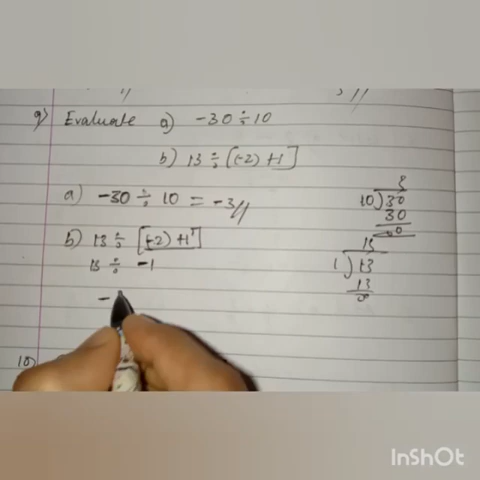 9) Evaluate a) -30 ÷ 10
b) 13 ÷ [(-2) + 1]
a) -30 ÷ 10 = -3//
b) 13 ÷ [(-2) + 1]
13 ÷ -1
-
3
10)30
30
00
13
1)13
13
0
10)
InShOt